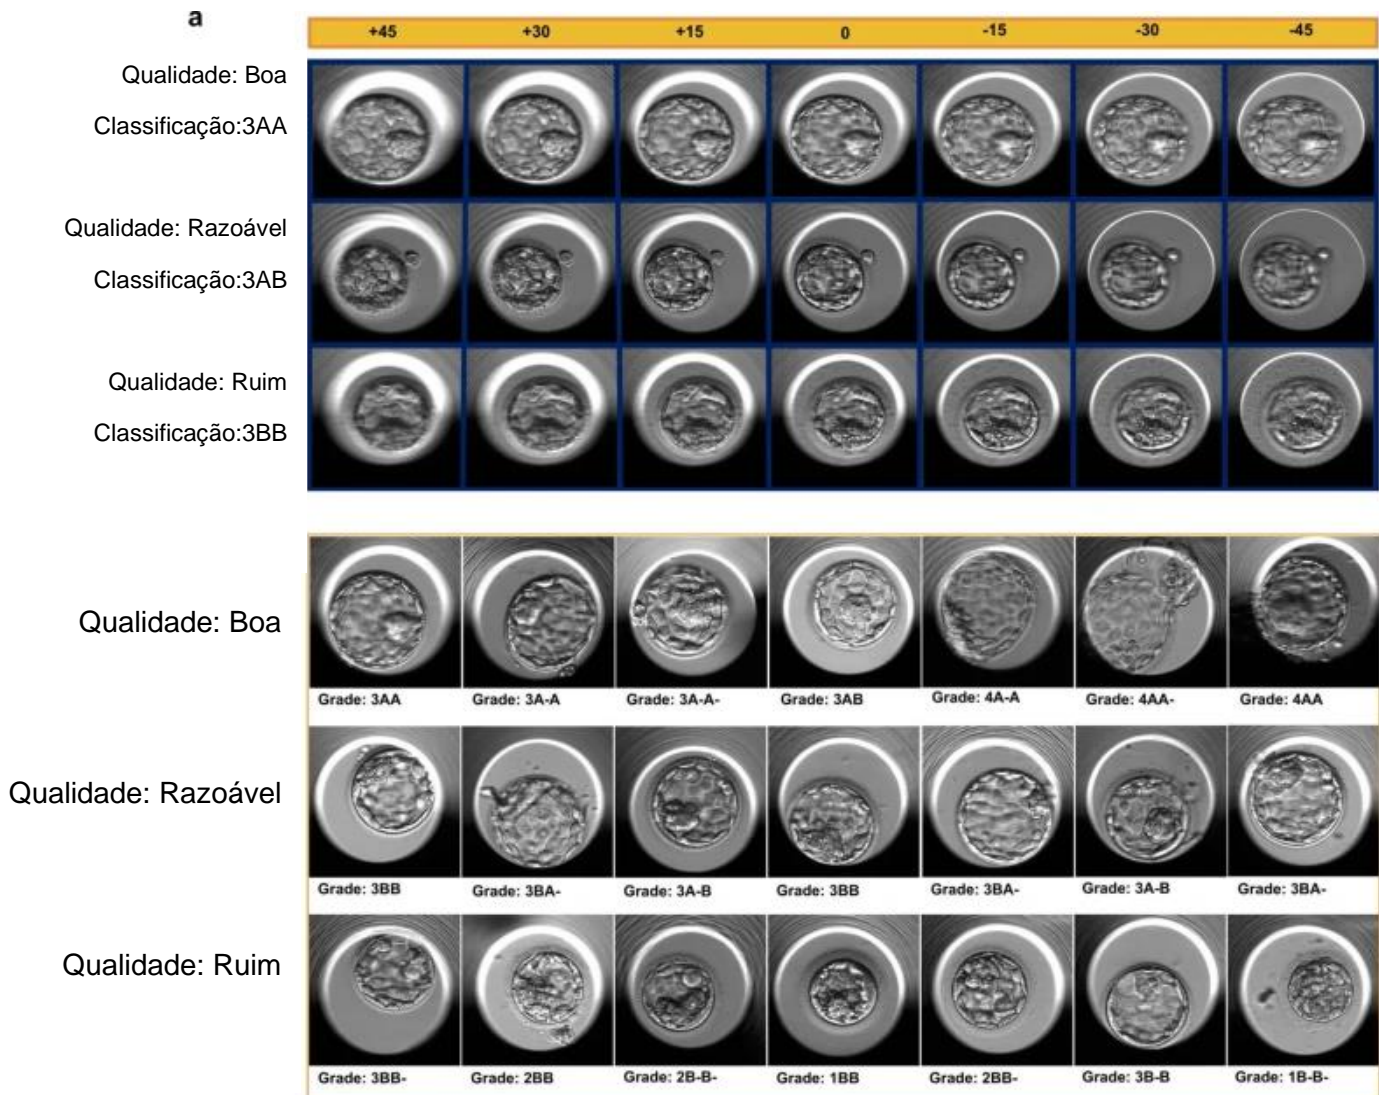 a
+45 +30 +15 0 -15 -30 -45
Qualidade: Boa
Classificação:3AA
Qualidade: Razoável
Classificação:3AB
Qualidade: Ruim
Classificação:3BB
Qualidade: Boa
Grade: 3AA Grade: 3A-A Grade: 3A-A- Grade: 3AB Grade: 4A-A Grade: 4AA- Grade: 4AA
Qualidade: Razoável
Grade: 3BB Grade: 3BA- Grade: 3A-B Grade: 3BB Grade: 3BA- Grade: 3A-B Grade: 3BA-
Qualidade: Ruim
Grade: 3BB- Grade: 2BB Grade: 2B-B- Grade: 1BB Grade: 2BB- Grade: 3B-B Grade: 1B-B-